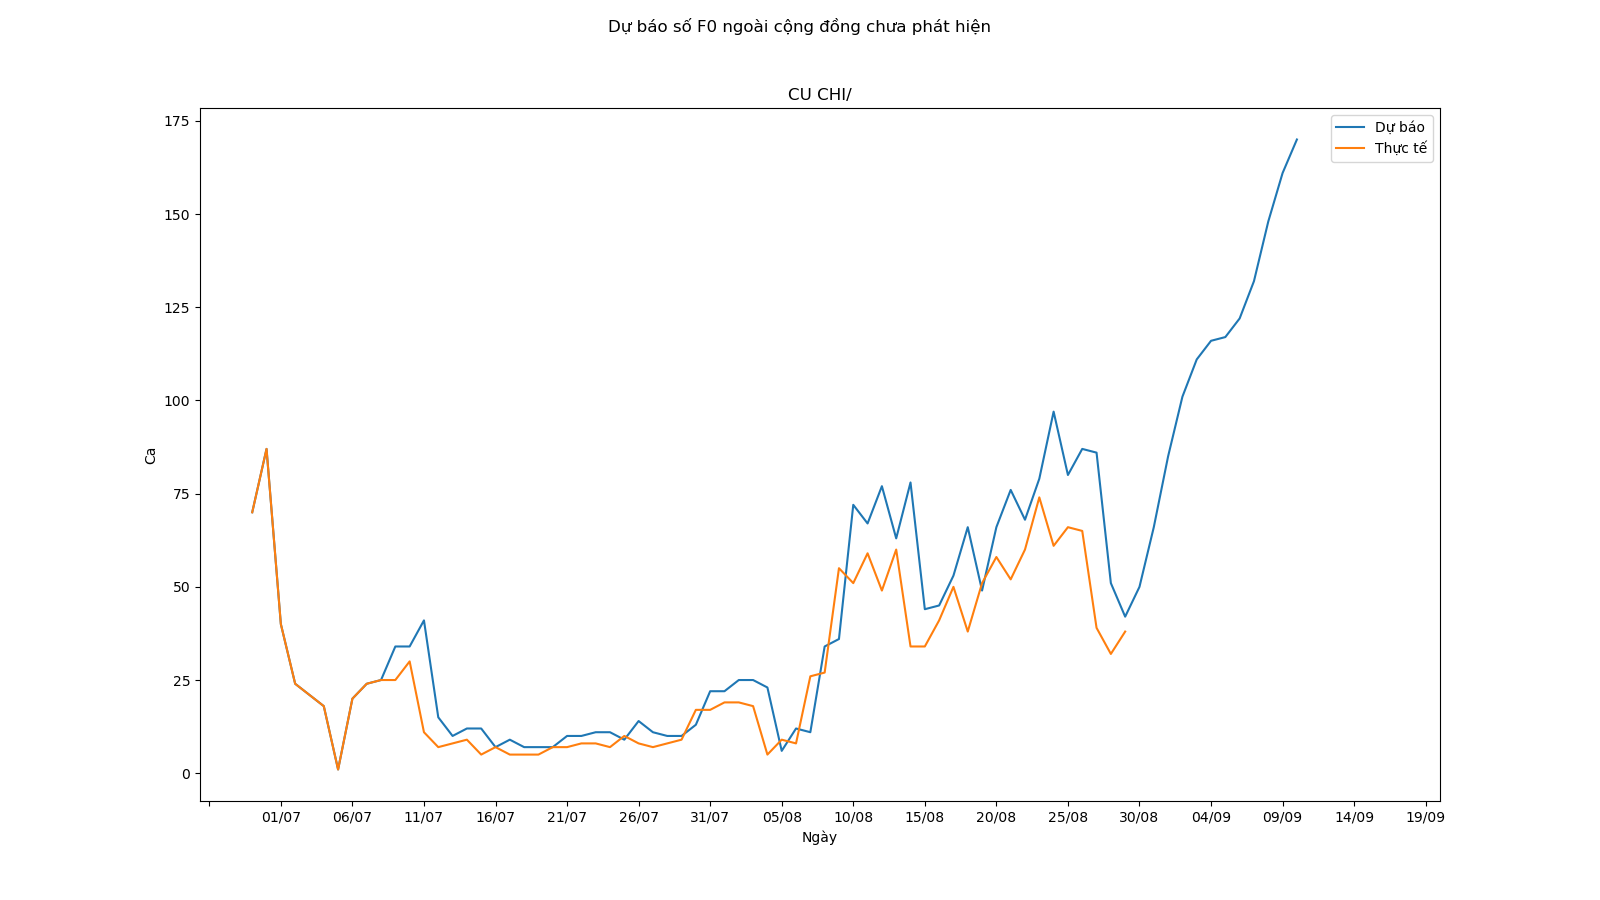 Dự báo số F0 ngoài cộng đồng chưa phát hiện
CU CHI/
Dự báo
Thực tế
175
150
125
100
75
50
25
0
Ca
01/07 06/07 11/07 16/07 21/07 26/07 31/07 05/08 10/08 15/08 20/08 25/08 30/08 04/09 09/09 14/09 19/09
Ngày